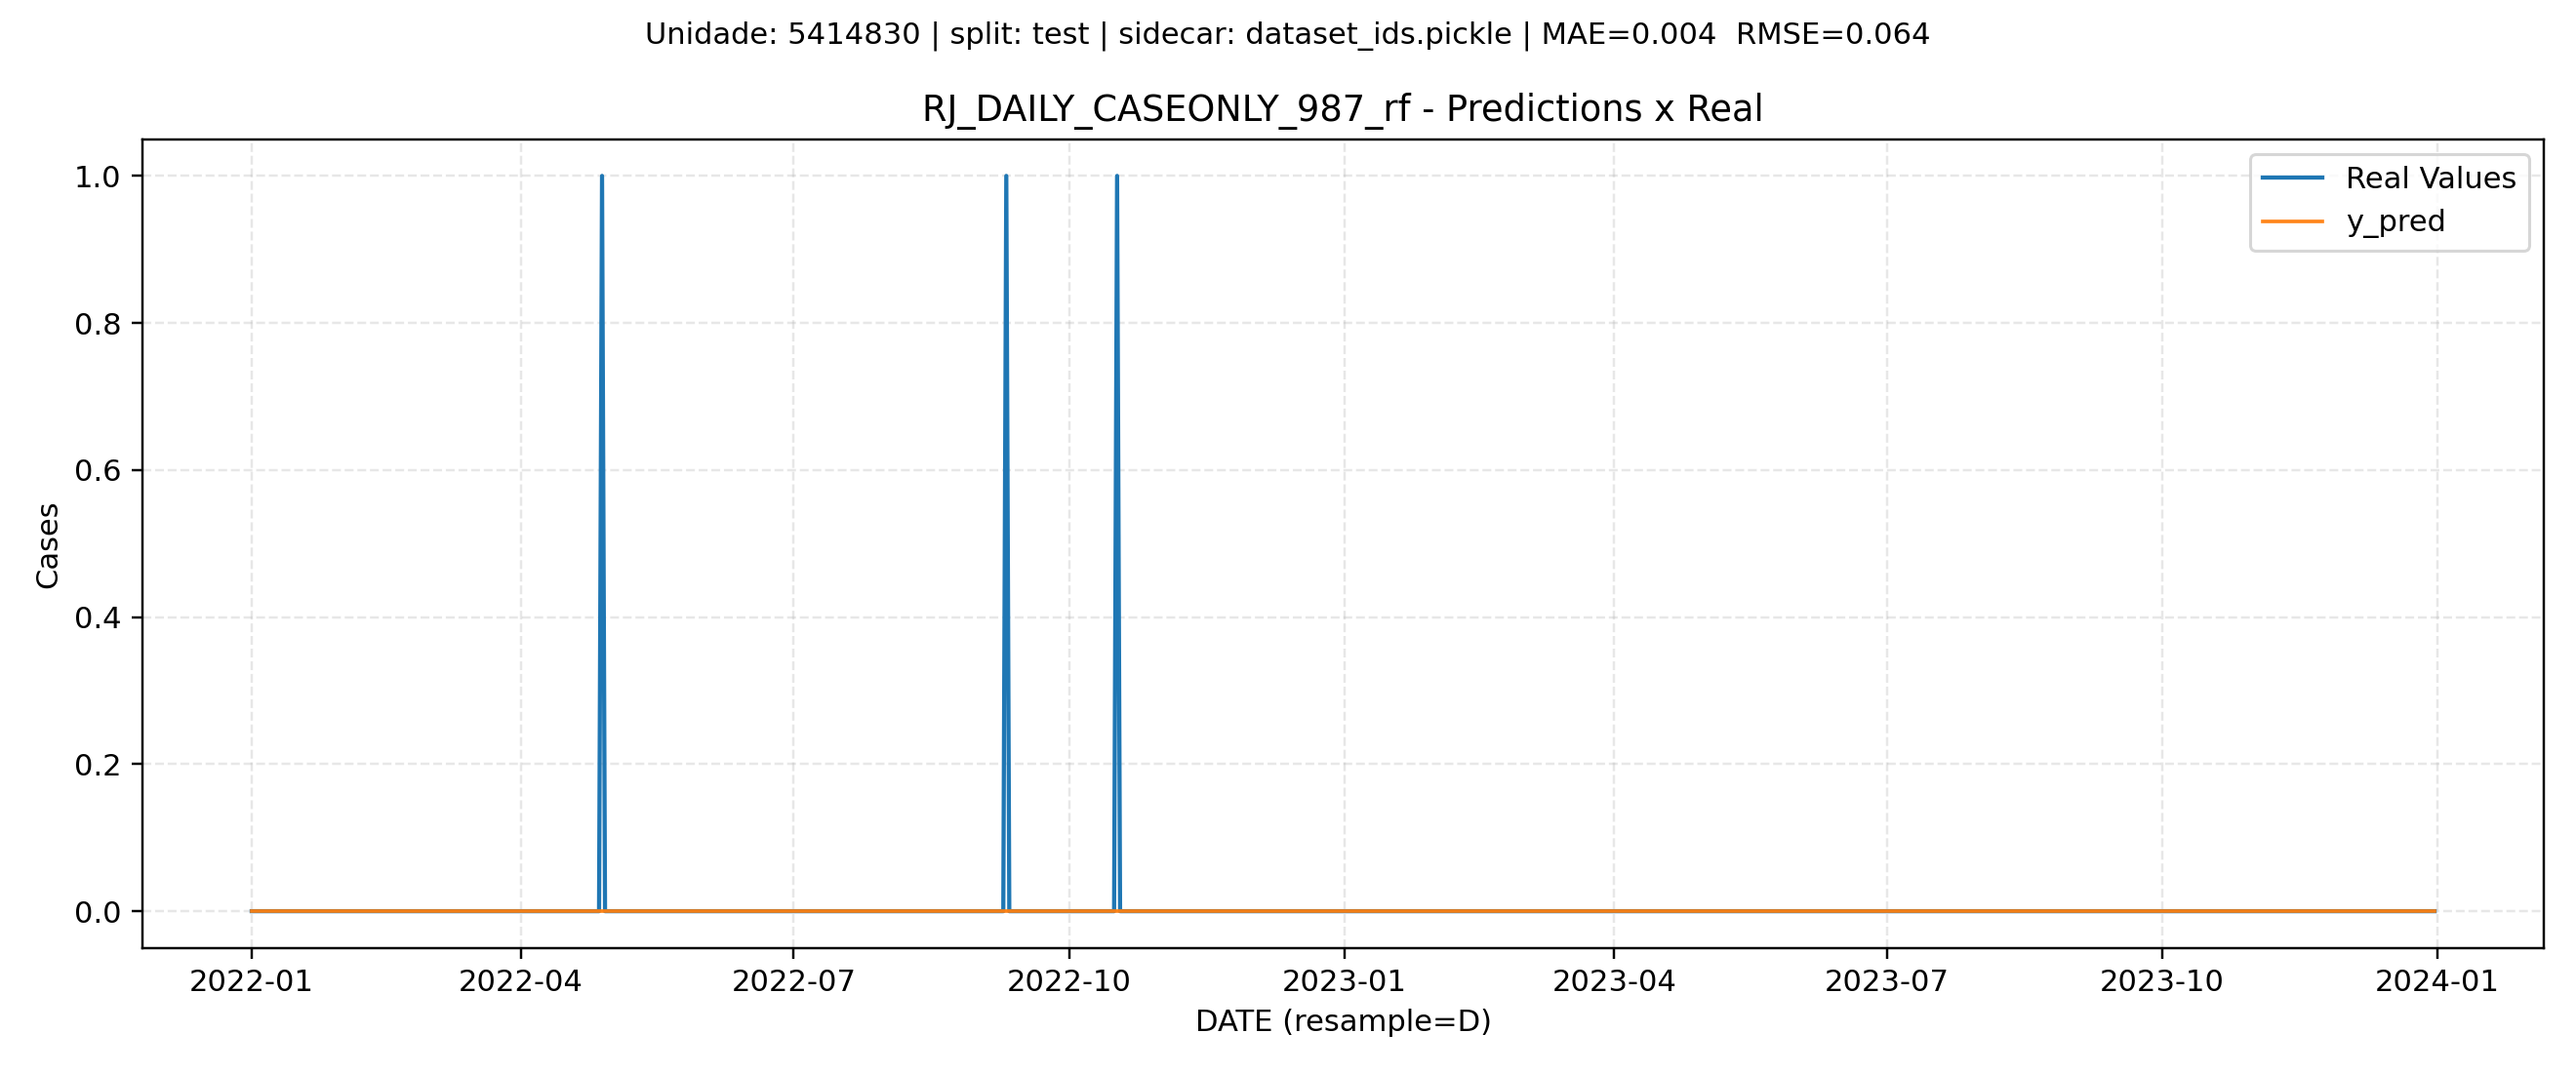 Unidade: 5414830 | split: test | sidecar: dataset_ids.pickle | MAE=0.004  RMSE=0.064
RJ_DAILY_CASEONLY_987_rf - Predictions x Real
Real Values
y_pred
1.0
0.8
0.6
0.4
0.2
0.0
Cases
2022-01
2022-04
2022-07
2022-10
2023-01
2023-04
2023-07
2023-10
2024-01
DATE (resample=D)